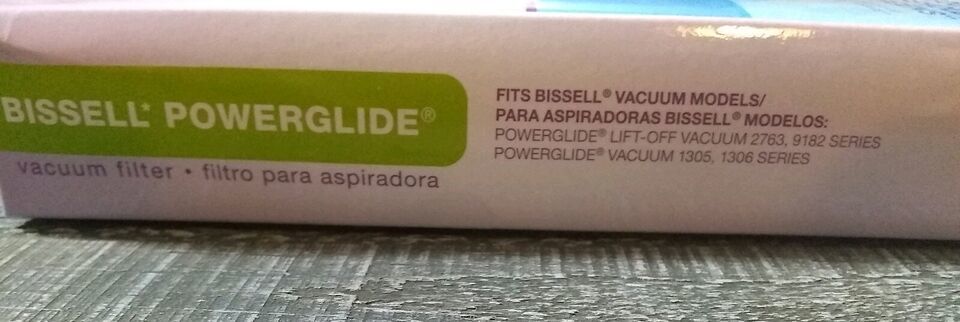 BISSELL* POWERGLIDE®
vacuum filter • filtro para aspiradora
FITS BISSELL® VACUUM MODELS/
PARA ASPIRADORAS BISSELL® MODELOS:
POWERGLIDE® LIFT-OFF VACUUM 2763, 9182 SERIES
POWERGLIDE® VACUUM 1305, 1306 SERIES